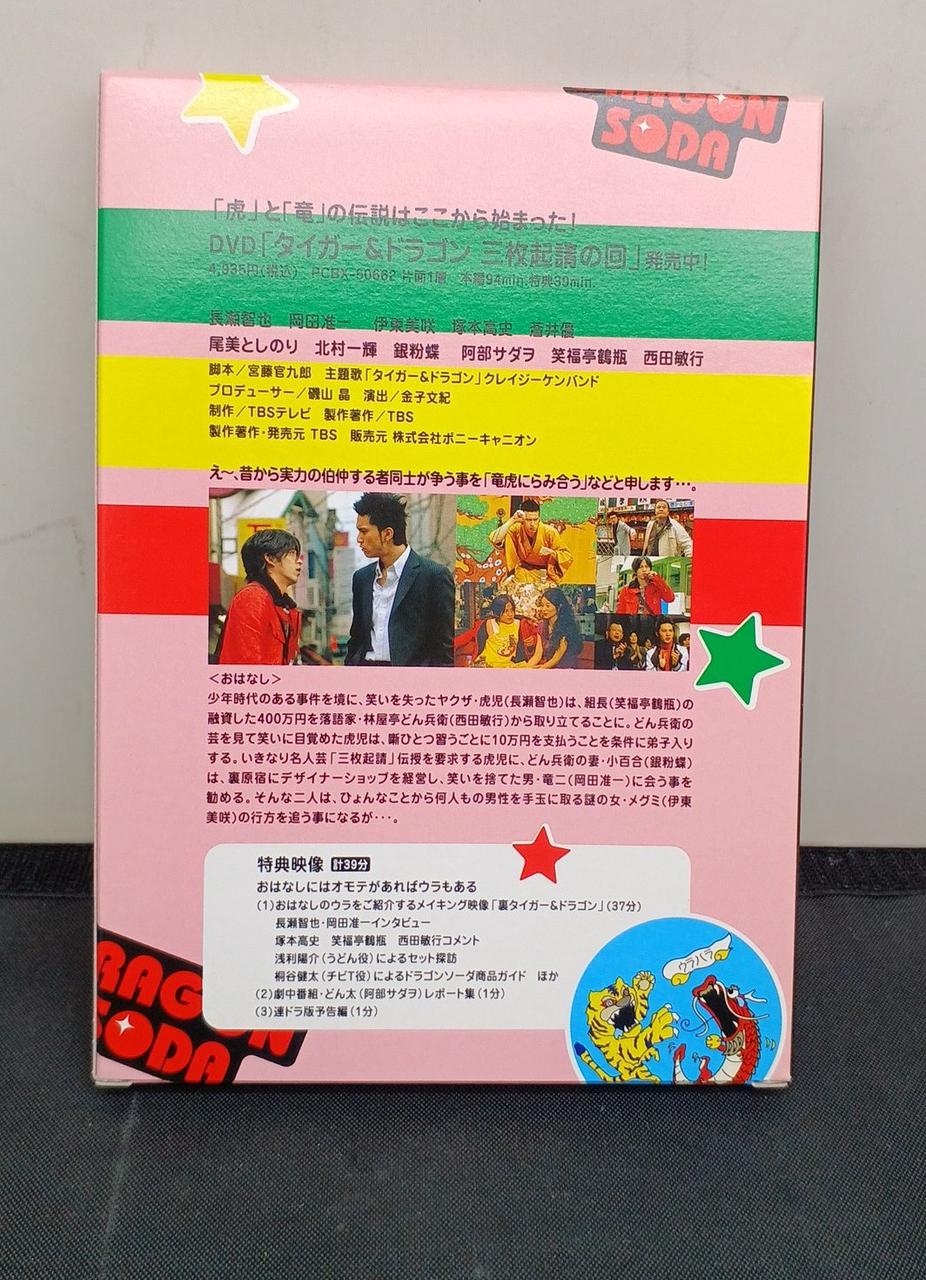 RAGON
SODA
「虎」と「竜」の伝説はここから始まった!
DVD「タイガー&ドラゴン 三枚起請の回」発売中!
4,935円(税込) PCBX-50662 片面1層 本編94min.特典39min.
長瀬智也 岡田准一 伊東美咲 塚本高史 蒼井優
尾美としのり 北村一輝 銀粉蝶 阿部サダヲ 笑福亭鶴瓶 西田敏行
脚本/宮藤官九郎 主題歌「タイガー&ドラゴン」クレイジーケンバンド
プロデューサー/磯山 晶 演出/金子文紀
制作/TBSテレビ 製作著作/TBS
製作著作・発売元 TBS 販売元 株式会社ポニーキャニオン
え〜、昔から実力の伯仲する者同士が争う事を「竜虎にらみ合う」などと申します・・・。
<おはなし>
少年時代のある事件を境に、笑いを失ったヤクザ・虎児(長瀬智也)は、組長(笑福亭鶴瓶)の
融資した400万円を落語家・林屋亭どん兵衛(西田敏行)から取り立てることに。どん兵衛の
芸を見て笑いに目覚めた虎児は、噺ひとつ習うごとに10万円を支払うことを条件に弟子入り
する。いきなり名人芸「三枚起請」伝授を要求する虎児に、どん兵衛の妻・小百合(銀粉蝶)
は、裏原宿にデザイナーショップを経営し、笑いを捨てた男・竜二(岡田准一)に会う事を
勧める。そんな二人は、ひょんなことから何人もの男性を手玉に取る謎の女・メグミ(伊東
美咲)の行方を追う事になるが・・・。
特典映像 計39分
おはなしにはオモテがあればウラもある
(1)おはなしのウラをご紹介するメイキング映像「裏タイガー&ドラゴン」(37分)
長瀬智也・岡田准一インタビュー
塚本高史 笑福亭鶴瓶 西田敏行コメント
浅利陽介(うどん役)によるセット探訪
桐谷健太(チビT役)によるドラゴンソーダ商品ガイド ほか
(2)劇中番組・どん太(阿部サダヲ)レポート集(1分)
(3)連ドラ版予告編(1分)
ウラハラ
RAGON
SODA